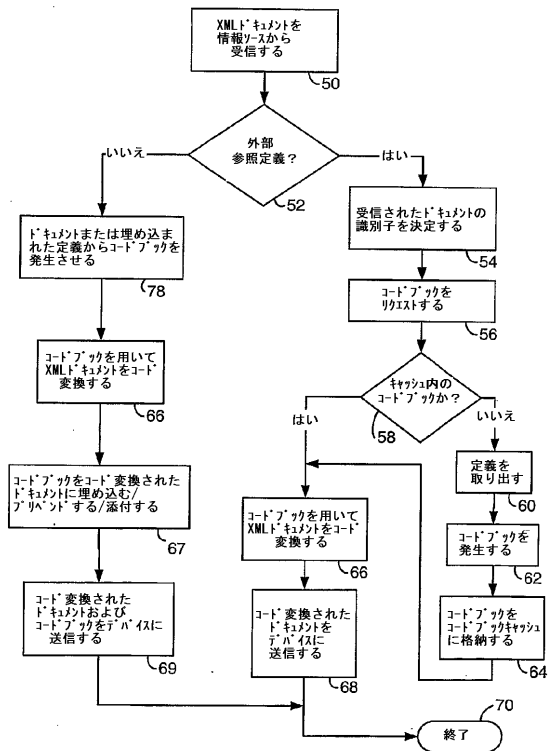 XMLドキュメントを
情報ソースから
受信する
50
外部
参照定義？
52
いいえ
はい
ドキュメントまたは埋め込ま
れた定義からコードブックを
発生させる
78
受信されたドキュメントの
識別子を決定する
54
コードブックを
リクエストする
56
コードブックを用いて
XMLドキュメントをコード
変換する
66
キャッシュ内の
コードブックか？
58
はい
いいえ
定義を
取り出す
60
コードブックをコード変換された
ドキュメントに埋め込む/
プリペンドする/添付する
67
コードブックを用いて
XMLドキュメントをコード
変換する
66
コードブックを
発生する
62
コード変換された
ドキュメントおよび
コードブックをデバイスに
送信する
69
コード変換された
ドキュメントを
デバイスに
送信する
68
コードブックを
コードブックキャッシュ
に格納する
64
70
終了